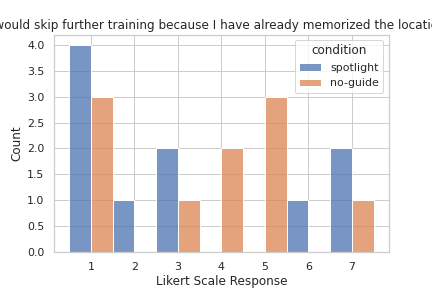 would skip further training because I have already memorized the locati
condition
spotlight
no-guide
4.0
3.5
3.0
2.5
2.0
1.5
1.0
0.5
0.0
Count
1 2 3 4 5 6 7
Likert Scale Response